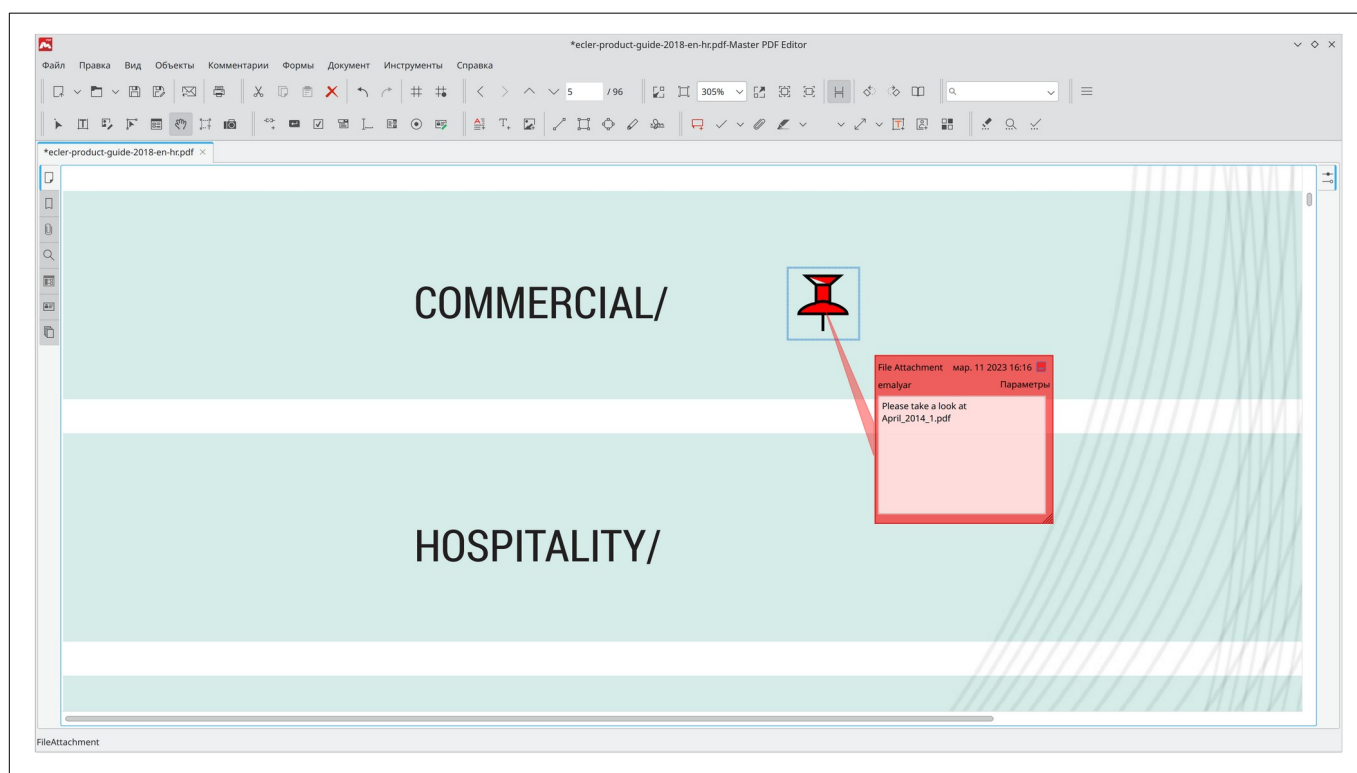 *ecler-product-guide-2018-en-hr.pdf-Master PDF Editor
Файл Правка Вид Объекты Комментарии Формы Документ Инструменты Справка
5 / 96 305%
*ecler-product-guide-2018-en-hr.pdf
COMMERCIAL/
File Attachment мар. 11 2023 16:16
emalyar Параметры
Please take a look at
April_2014_1.pdf
HOSPITALITY/
FileAttachment